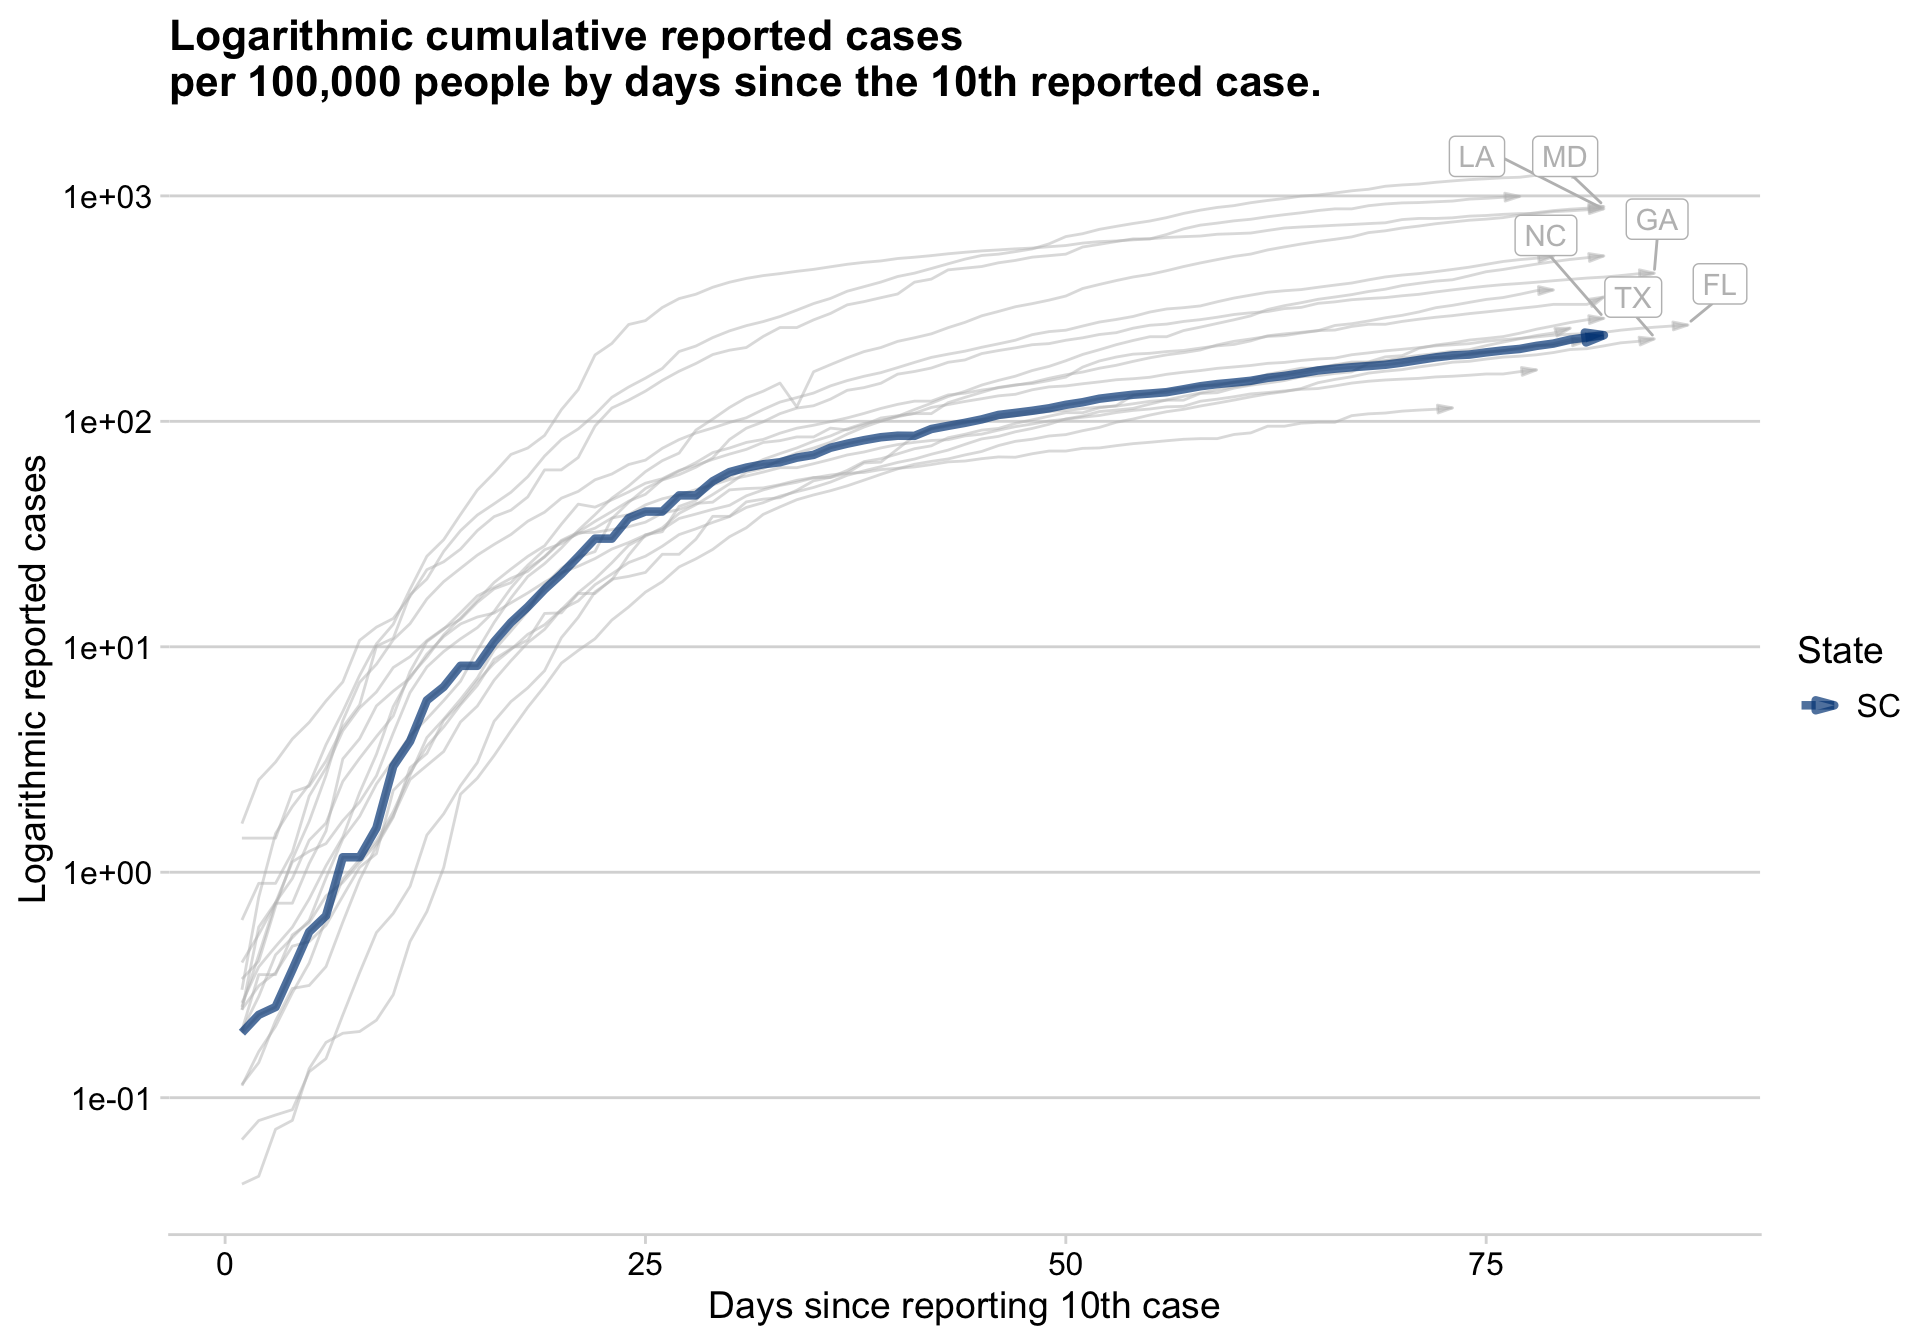 Logarithmic cumulative reported cases
per 100,000 people by days since the 10th reported case.
LA
MD
GA
NC
FL
TX
1e+03
1e+02
1e+01
1e+00
1e-01
Logarithmic reported cases
State
SC
0
25
50
75
Days since reporting 10th case